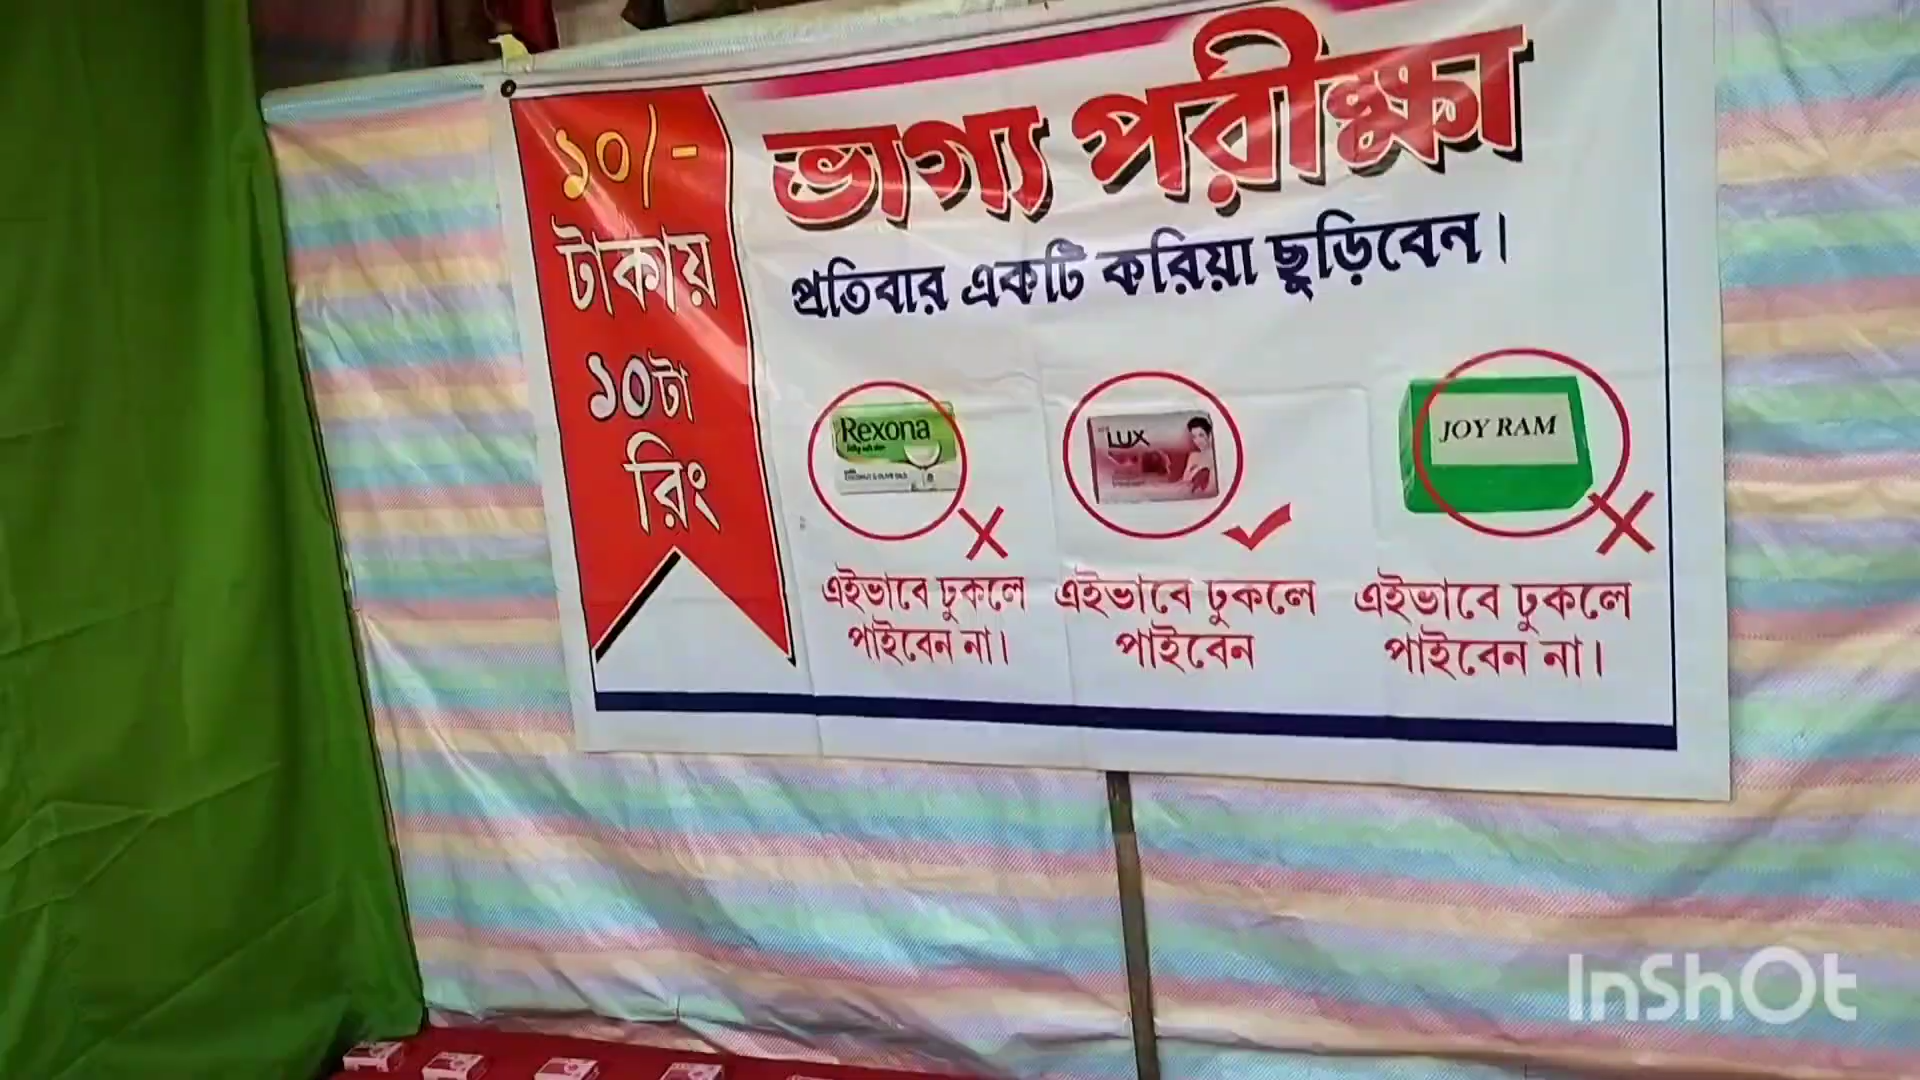 ১০/-
টাকায়
১০টা
রিং
ভাগ্য পরীক্ষা
প্রতিবার একটি করিয়া ছুড়িবেন।
Rexona
LUX
JOY RAM
এইভাবে ঢুকলে
পাইবেন না।
এইভাবে ঢুকলে
পাইবেন
এইভাবে ঢুকলে
পাইবেন না।
InShOt